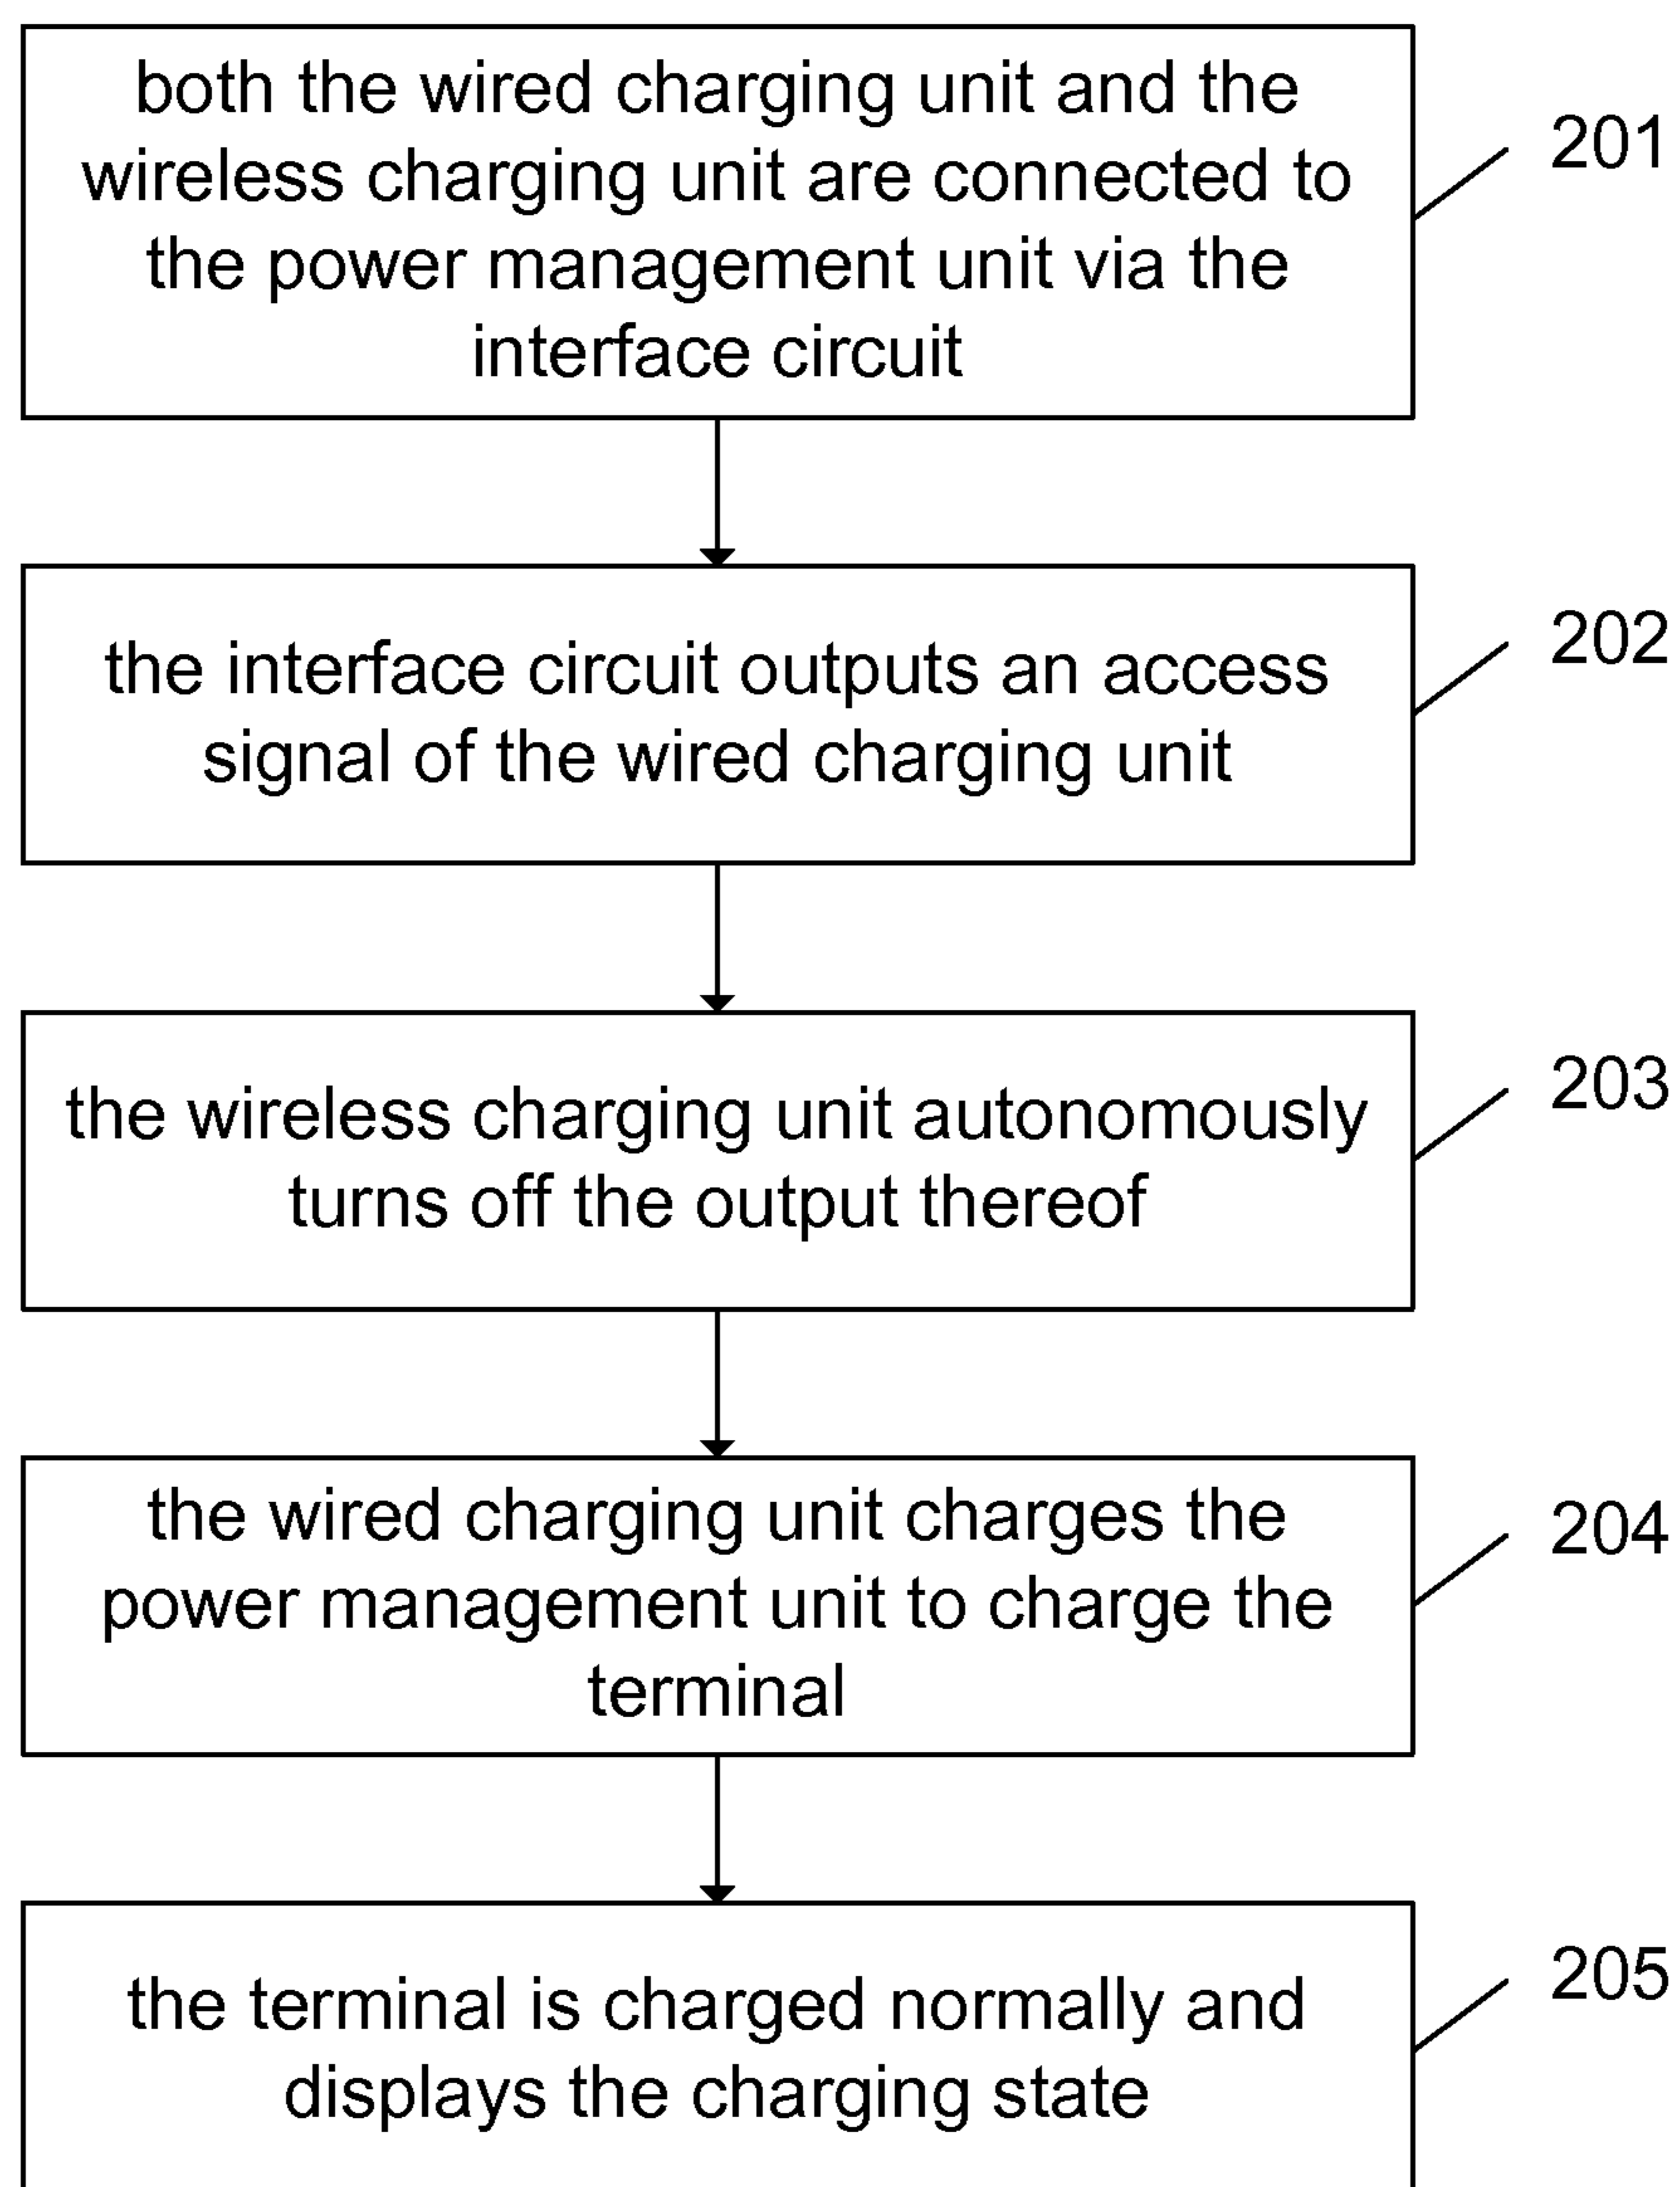 both the wired charging unit and the
wireless charging unit are connected to
the power management unit via the
interface circuit
201
the interface circuit outputs an access
signal of the wired charging unit
202
the wireless charging unit autonomously
turns off the output thereof
203
the wired charging unit charges the
power management unit to charge the
terminal
204
the terminal is charged normally and
displays the charging state
205